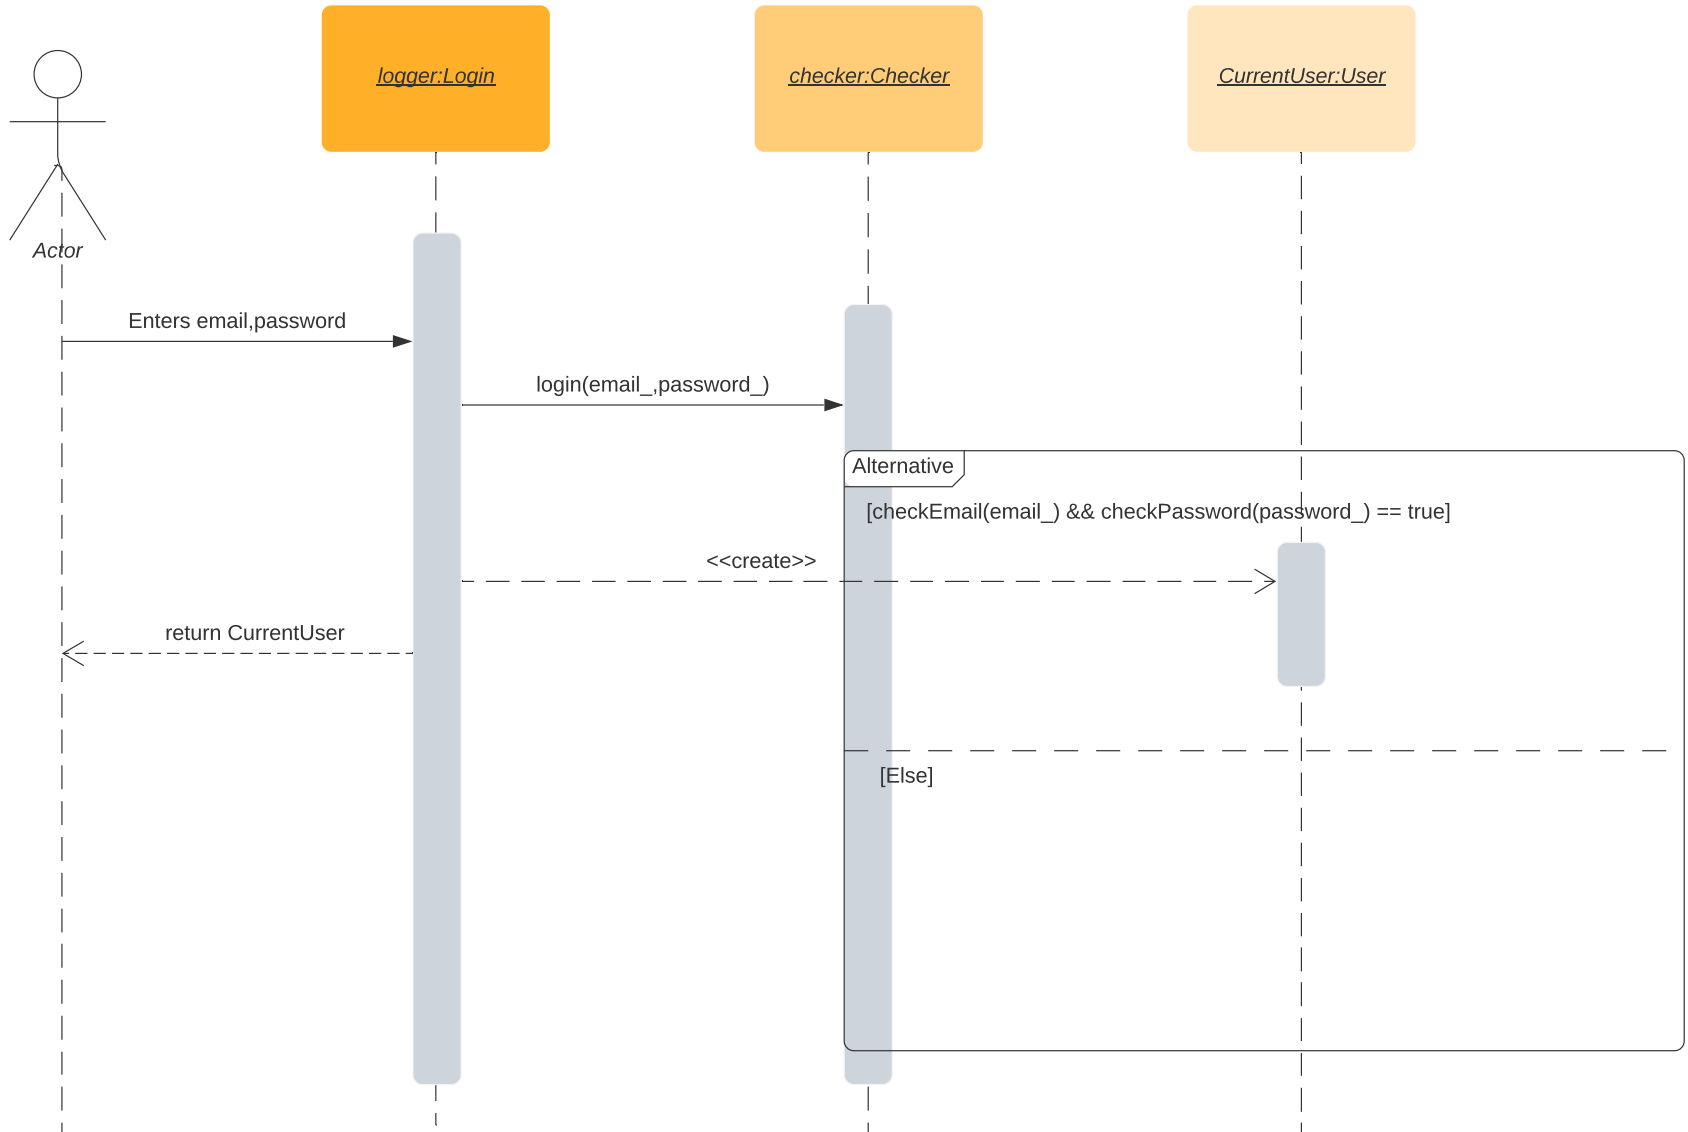 logger:Login
checker:Checker
CurrentUser:User
Actor
Enters email,password
login(email_,password_)
Alternative
[checkEmail(email_) && checkPassword(password_) == true]
<<create>>
return CurrentUser
[Else]